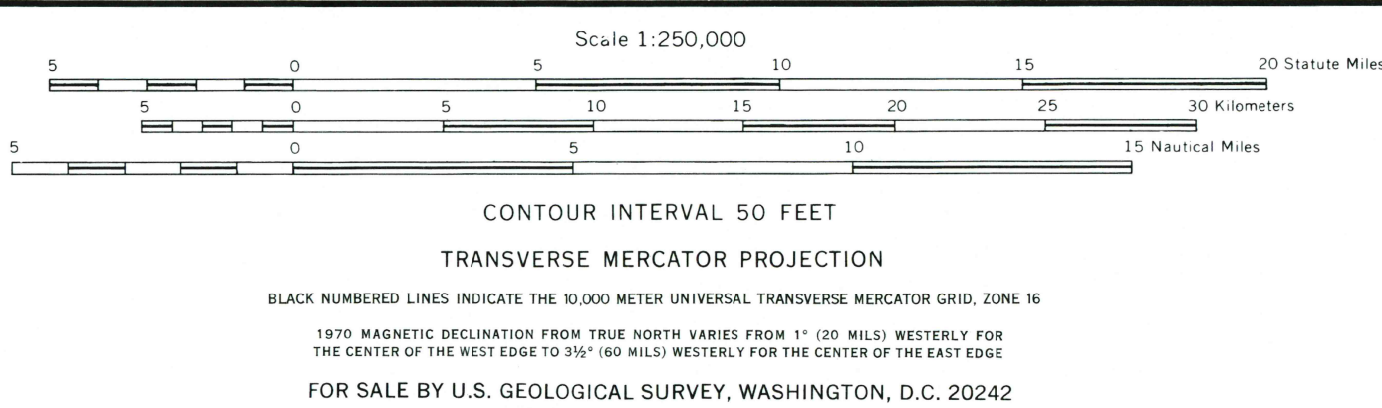 Scale 1:250,000
5 0 5 10 15 20 Statute Miles
5 0 5 10 15 20 25 30 Kilometers
5 0 5 10 15 Nautical Miles
CONTOUR INTERVAL 50 FEET
TRANSVERSE MERCATOR PROJECTION
BLACK NUMBERED LINES INDICATE THE 10,000 METER UNIVERSAL TRANSVERSE MERCATOR GRID, ZONE 16
1970 MAGNETIC DECLINATION FROM TRUE NORTH VARIES FROM 1° (20 MILS) WESTERLY FOR
THE CENTER OF THE WEST EDGE TO 3½° (60 MILS) WESTERLY FOR THE CENTER OF THE EAST EDGE
FOR SALE BY U.S. GEOLOGICAL SURVEY, WASHINGTON, D.C. 20242